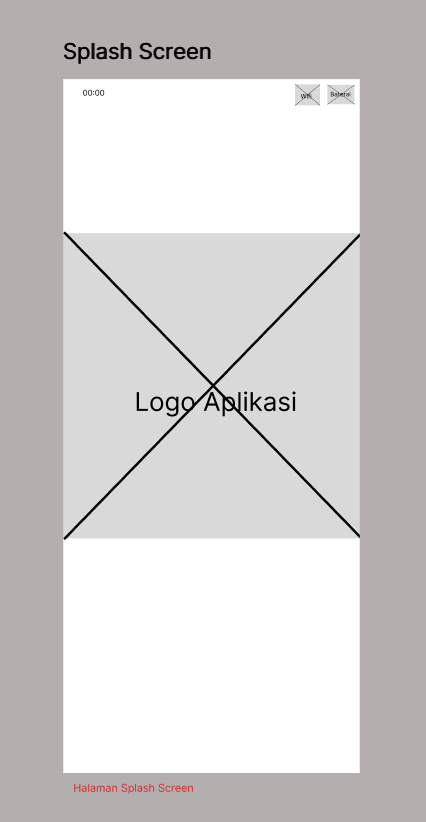 Splash Screen
00:00
Wifi
Baterai
Logo Aplikasi
Halaman Splash Screen